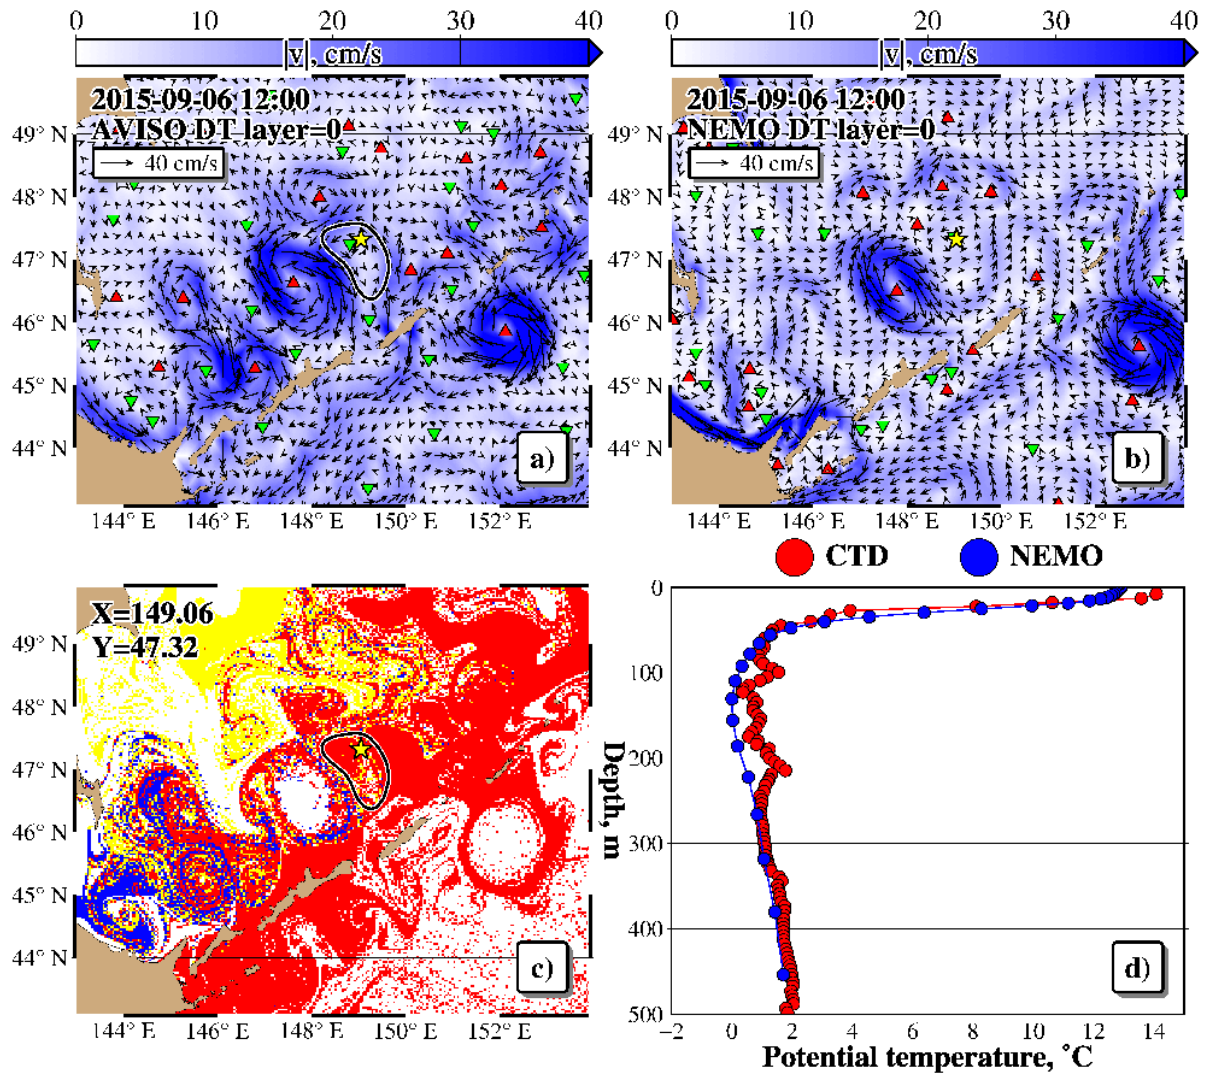 0 10 20 30 40
|v|, cm/s
2015-09-06 12:00
AVISO DT layer=0
40 cm/s
49° N
48° N
47° N
46° N
45° N
44° N
a)
144° E 146° E 148° E 150° E 152° E
0 10 20 30 40
|v|, cm/s
2015-09-06 12:00
NEMO DT layer=0
40 cm/s
49° N
48° N
47° N
46° N
45° N
44° N
b)
144° E 146° E 148° E 150° E 152° E
X=149.06
Y=47.32
49° N
48° N
47° N
46° N
45° N
44° N
c)
144° E 146° E 148° E 150° E 152° E
CTD NEMO
0
100
200
300
400
500
Depth, m
d)
−2 0 2 4 6 8 10 12 14
Potential temperature, °C